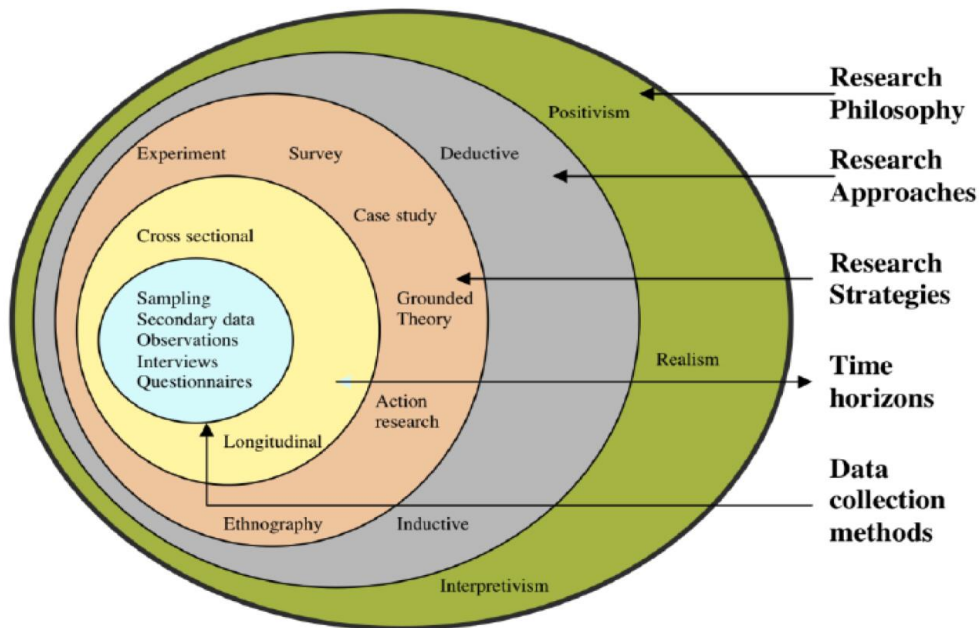 Positivism
Experiment
Survey
Deductive
Case study
Cross sectional
Sampling
Secondary data
Observations
Interviews
Questionnaires
Grounded
Theory
Realism
Action
research
Longitudinal
Ethnography
Inductive
Interpretivism
Research
Philosophy
Research
Approaches
Research
Strategies
Time
horizons
Data
collection
methods